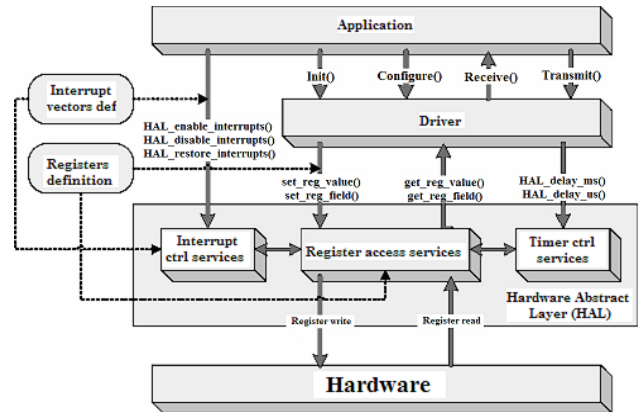 Application
Init()
Configure()
Receive()
Transmit()
Interrupt
vectors def
Driver
HAL_enable_interrupts()
HAL_disable_interrupts()
HAL_restore_interrupts()
Registers
definition
set_reg_value()
set_reg_field()
get_reg_value()
get_reg_field()
HAL_delay_ms()
HAL_delay_us()
Interrupt
ctrl services
Register access services
Timer ctrl
services
Hardware Abstract
Layer (HAL)
Register write
Register read
Hardware